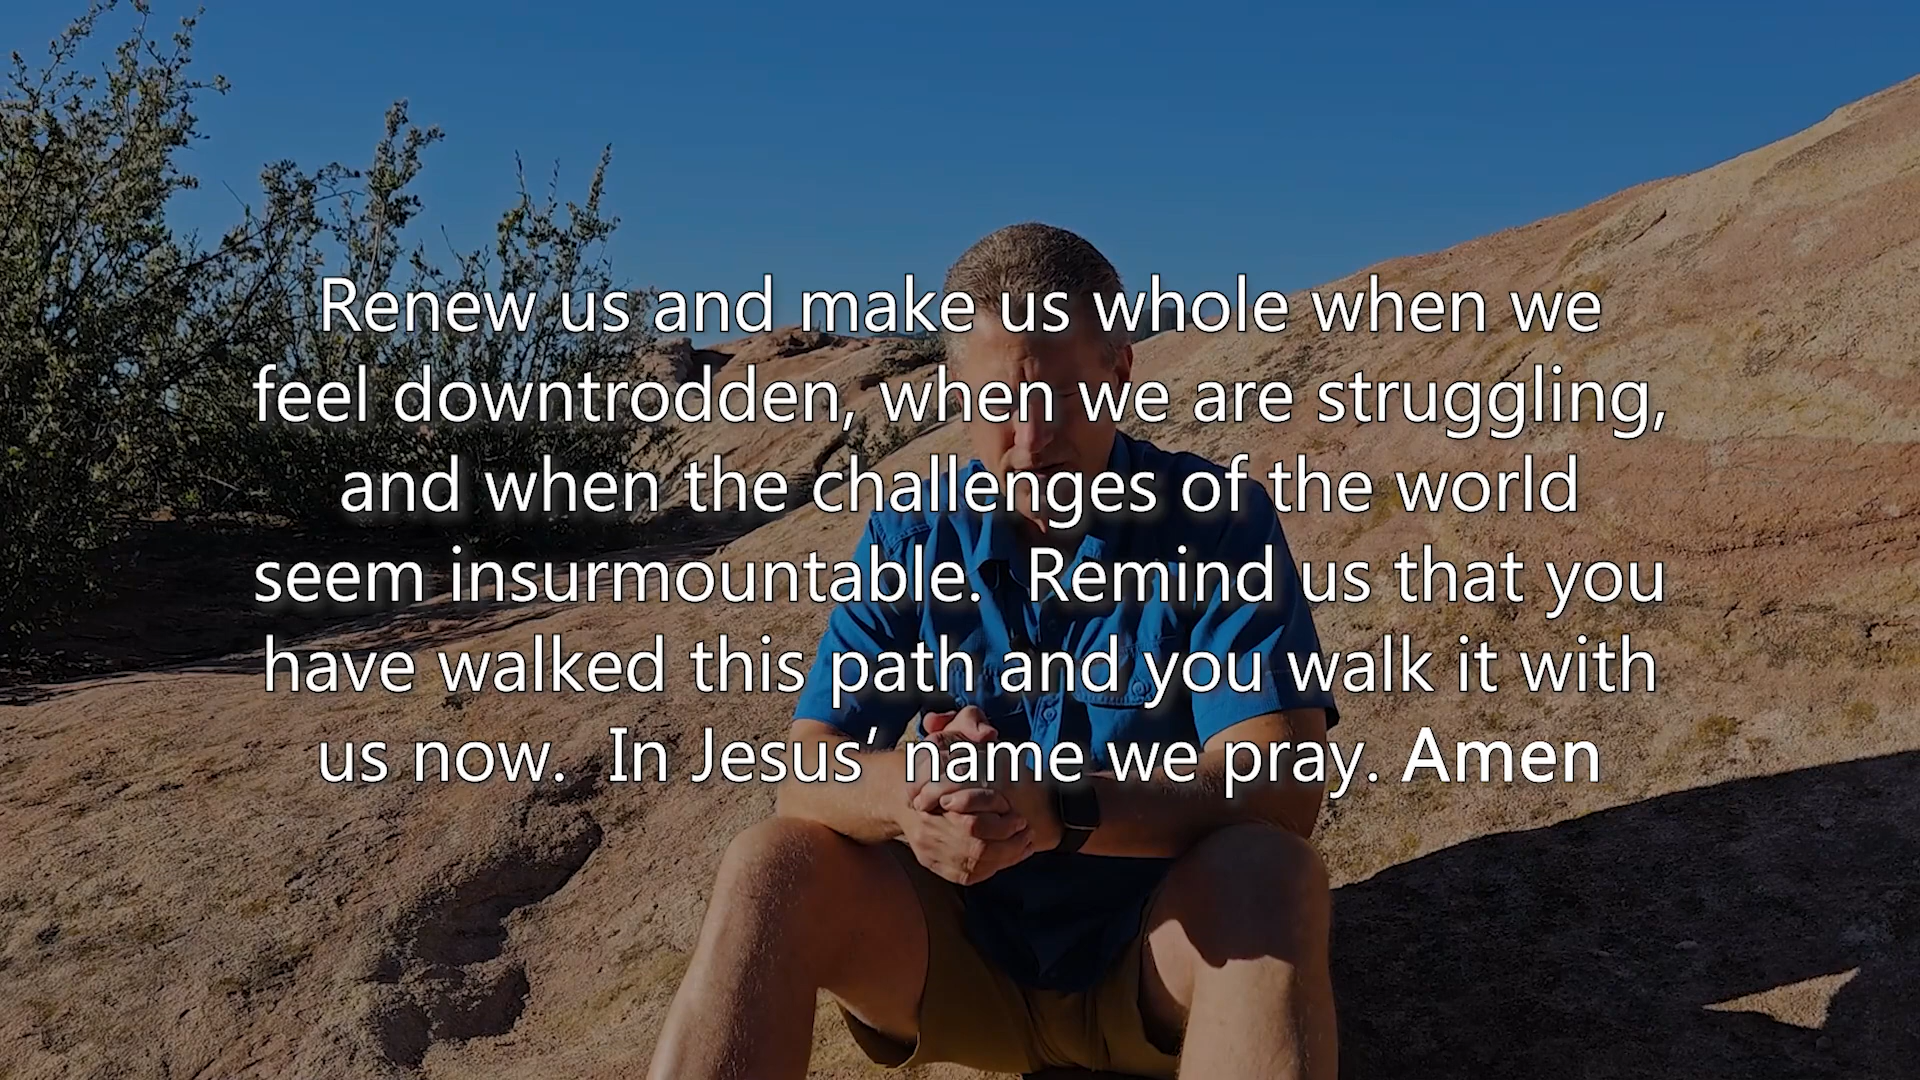 Renew us and make us whole when we
feel downtrodden, when we are struggling,
and when the challenges of the world
seem insurmountable.  Remind us that you
have walked this path and you walk it with
us now.  In Jesus’ name we pray. Amen